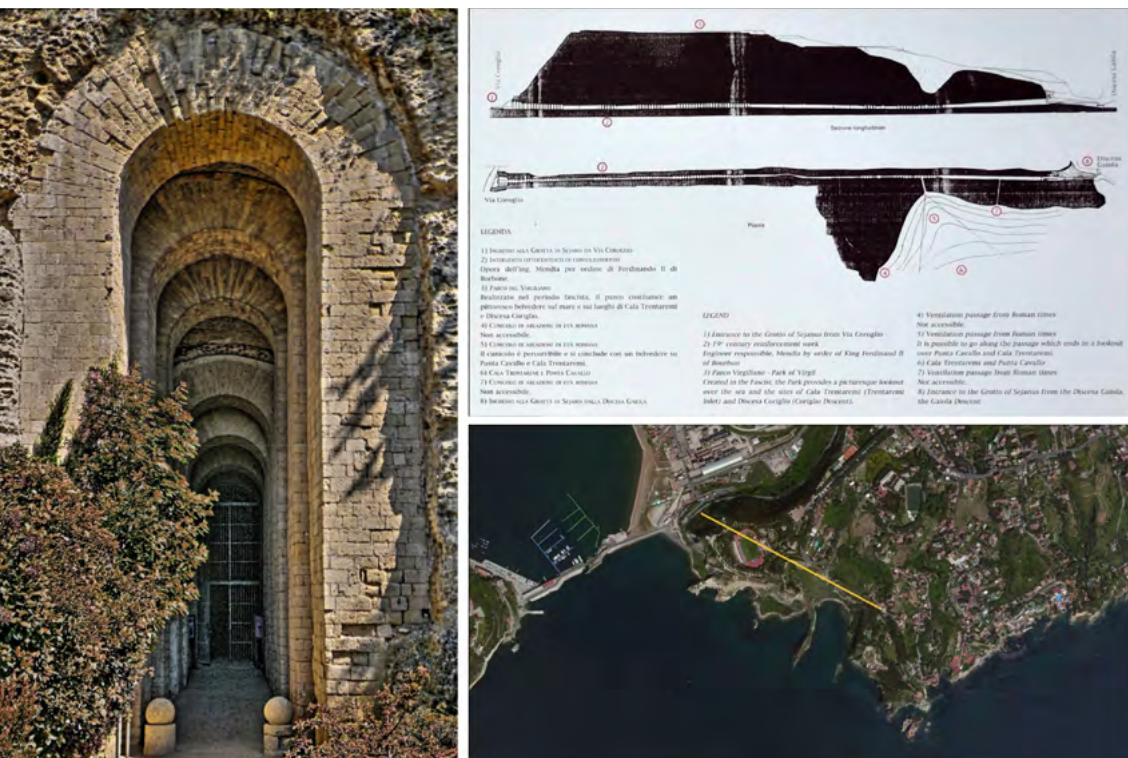 Via Coroglio
Discesa Gaiola
Sezione longitudinale
Discesa
Gaiola
Via Coroglio
Pianta
LEGENDA
1) INGRESSO ALLA GROTTA DI SEJANO DA VIA COROGLIO
2) INTERVENTO OTTOCENTESCO DI CONSOLIDAMENTO
Opera dell'ing. Mendia per ordine di Ferdinando II di
Borbone.
3) PARCO DEL VIRGILIANO
Realizzato nel periodo fascista, il parco costituisce un
pittoresco belvedere sul mare e sui luoghi di Cala Trentaremi
e Discesa Coroglio.
4) CUNICOLO DI AREAZIONE DI ETÀ ROMANA
Non accessibile.
5) CUNICOLO DI AREAZIONE DI ETÀ ROMANA
Il cunicolo è percorribile e si conclude con un belvedere su
Punta Cavallo e Cala Trentaremi.
6) CALA TRENTAREMI E PUNTA CAVALLO
7) CUNICOLO DI AREAZIONE DI ETÀ ROMANA
Non accessibile.
8) INGRESSO ALLA GROTTA DI SEJANO DALLA DISCESA GAIOLA
LEGEND
1) Entrance to the Grotto of Sejanus from Via Coroglio
2) 19° century reinforcement work
Engineer responsible, Mendia by order of King Ferdinand II
of Bourbon
3) Parco Virgiliano - Park of Virgil
Created in the Fascist, the Park provides a picturesque lookout
over the sea and the sites of Cala Trentaremi (Trentaremi
Inlet) and Discesa Coriglio (Coriglio Descent).
4) Ventilation passage from Roman times
Not accessible.
5) Ventilation passage from Roman times
It is possible to go along the passage which ends in a lookout
over Punta Cavallo and Cala Trentaremi.
6) Cala Trentaremi and Punta Cavallo
7) Ventilation passage from Roman times
Not accessible.
8) Entrance to the Grotto of Sejanus from the Discesa Gaiola,
the Gaiola Descent